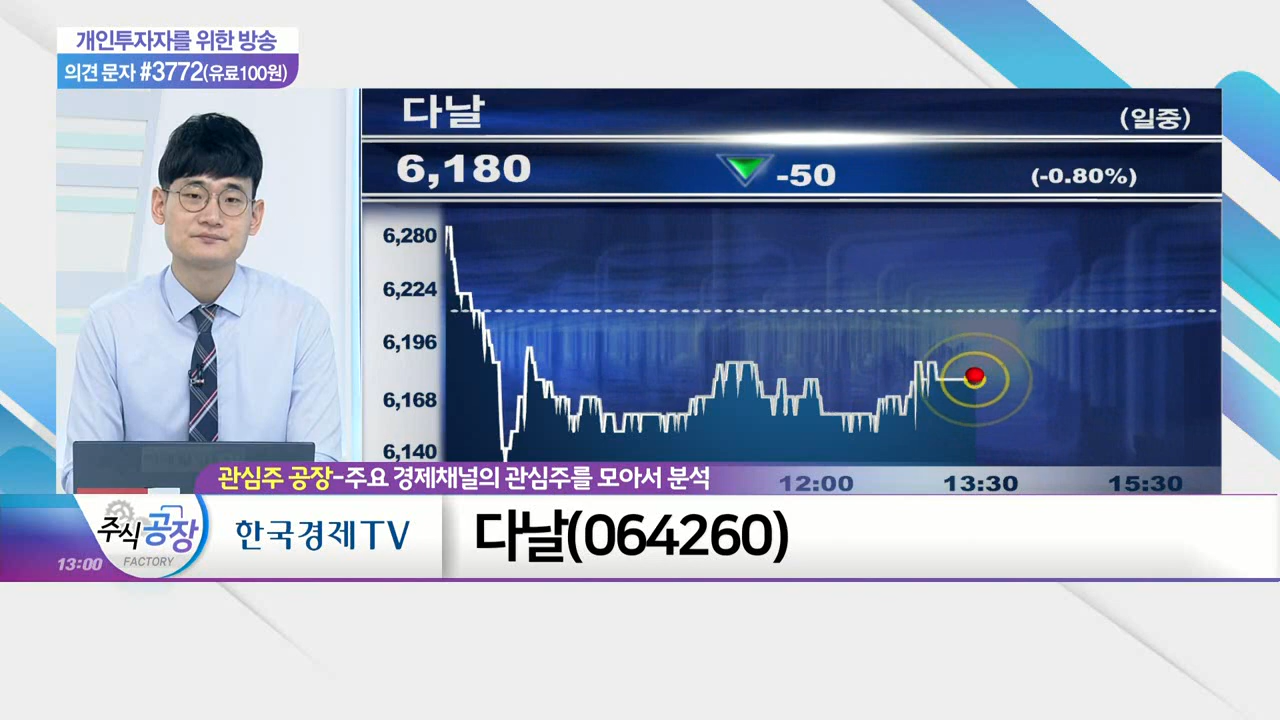 개인투자자를 위한 방송
의견 문자 #3772(유료100원)
다날
(일중)
6,180
-50
(-0.80%)
6,280
6,224
6,196
6,168
6,140
12:00
13:30
15:30
관심주 공장-주요 경제채널의 관심주를 모아서 분석
주식공장
FACTORY
13:00
한국경제TV
다날(064260)